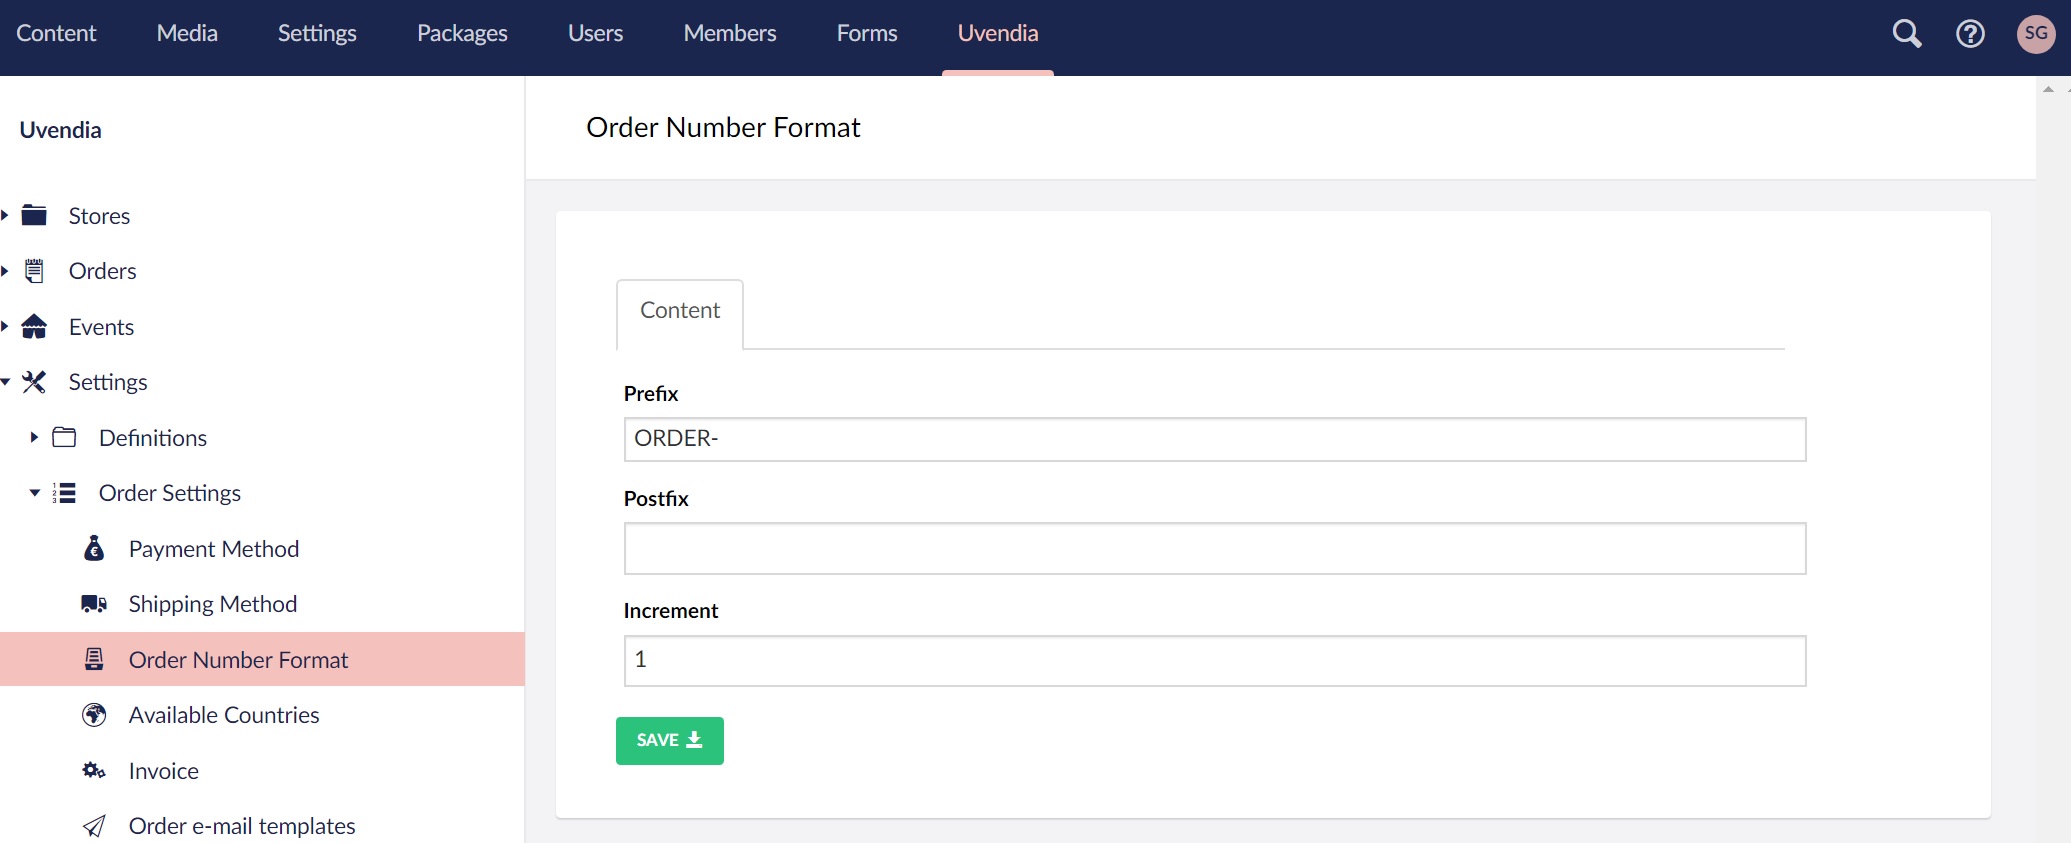 Content Media Settings Packages Users Members Forms Uvendia SG
Uvendia
Stores
Orders
Events
Settings
Definitions
Order Settings
Payment Method
Shipping Method
Order Number Format
Available Countries
Invoice
Order e-mail templates
Order Number Format
Content
Prefix
ORDER-
Postfix
Increment
1
SAVE